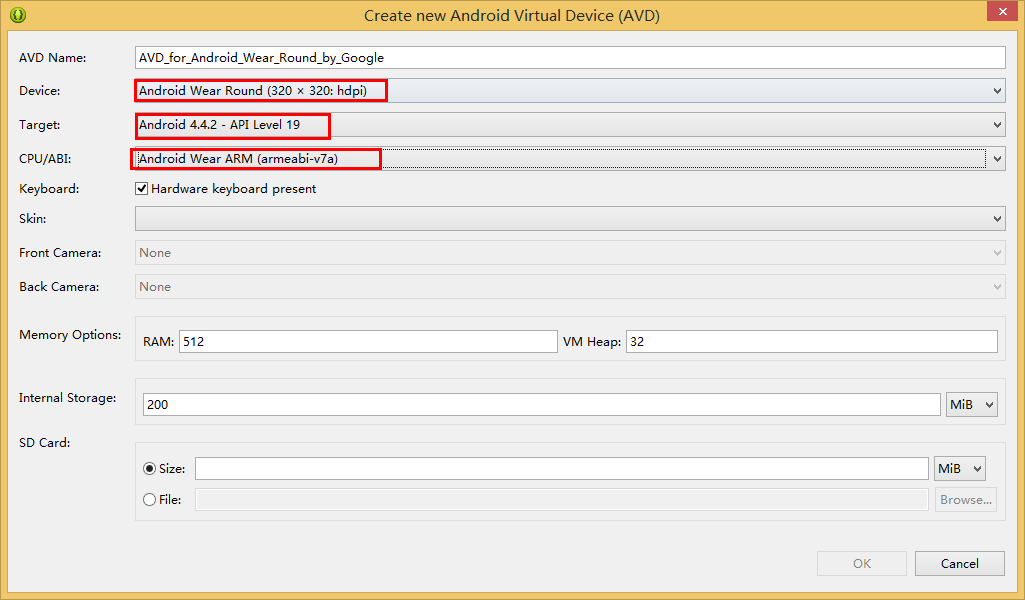 Create new Android Virtual Device (AVD)
AVD Name: AVD_for_Android_Wear_Round_by_Google
Device: Android Wear Round (320 × 320: hdpi)
Target: Android 4.4.2 - API Level 19
CPU/ABI: Android Wear ARM (armeabi-v7a)
Keyboard: Hardware keyboard present
Skin:
Front Camera: None
Back Camera: None
Memory Options: RAM: 512 VM Heap: 32
Internal Storage: 200 MiB
SD Card:
Size: MiB
File: Browse...
OK Cancel